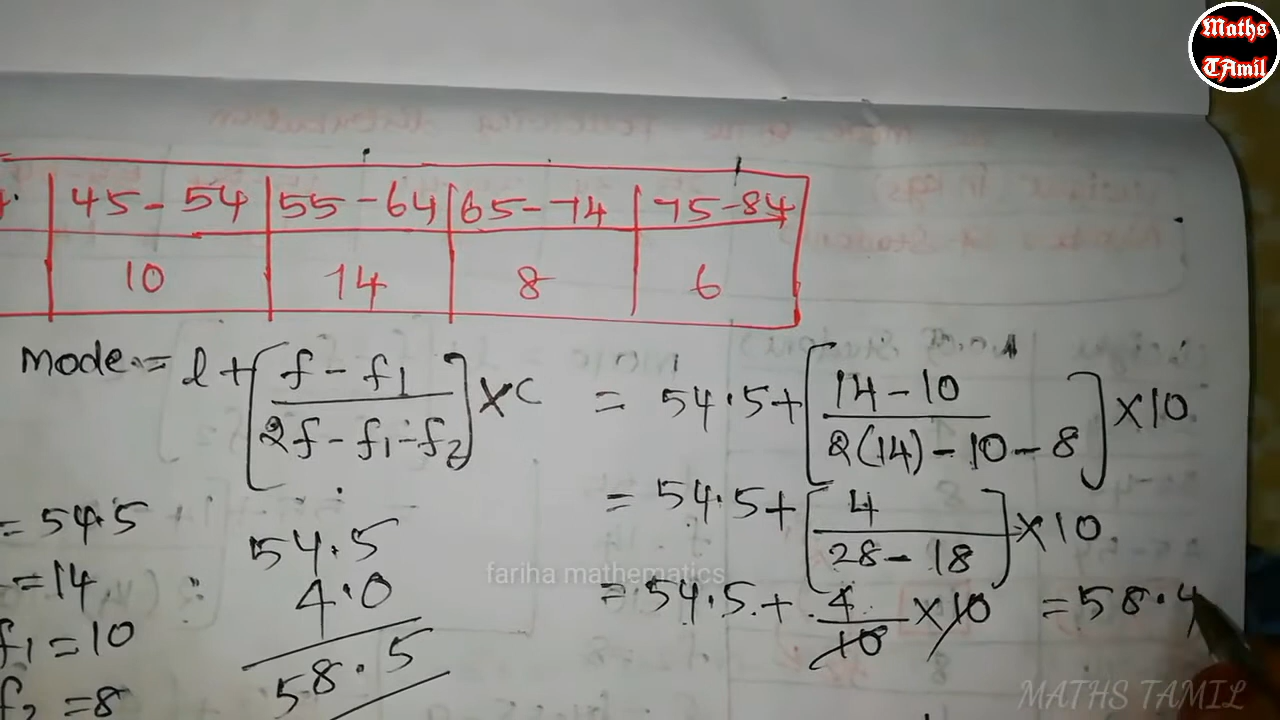 Maths
TAmil
45-54 55-64 65-74 75-84
10 14 8 6
mode = l + [f - f1 / 2f - f1 - f2] × C
= 54.5 + [14 - 10 / 2(14) - 10 - 8] × 10
= 54.5 + [4 / 28 - 18] × 10
= 54.5 + 4 / 10 × 10 = 58.4
= 54.5
= 14
f1 = 10
f2 = 8
54.5
4.0
58.5
fariha mathematics
MATHS TAMIL